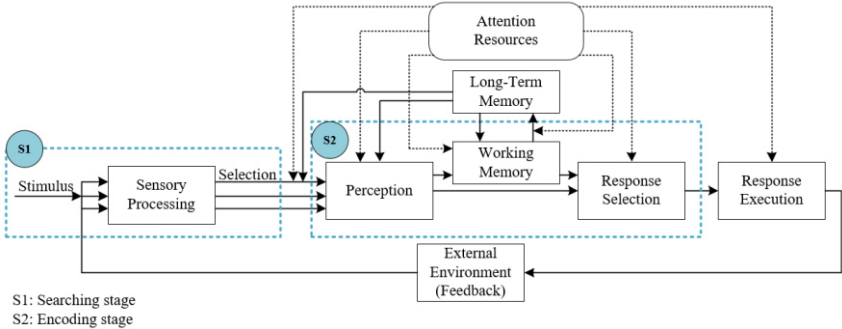 Attention
Resources
Long-Term
Memory
S1
S2
Stimulus
Sensory
Processing
Selection
Perception
Working
Memory
Response
Selection
Response
Execution
External
Environment
(Feedback)
S1: Searching stage
S2: Encoding stage